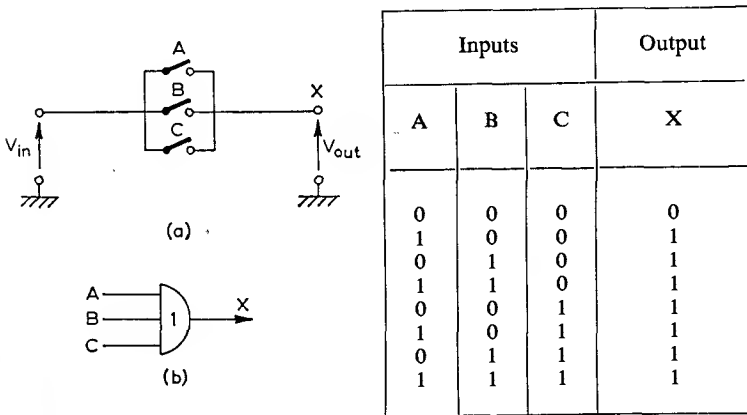 A
B
X
C
V_in
V_out
(a)
A
B 1 X
C
(b)
Inputs Output
A B C X
0 0 0 0
1 0 0 1
0 1 0 1
1 1 0 1
0 0 1 1
1 0 1 1
0 1 1 1
1 1 1 1